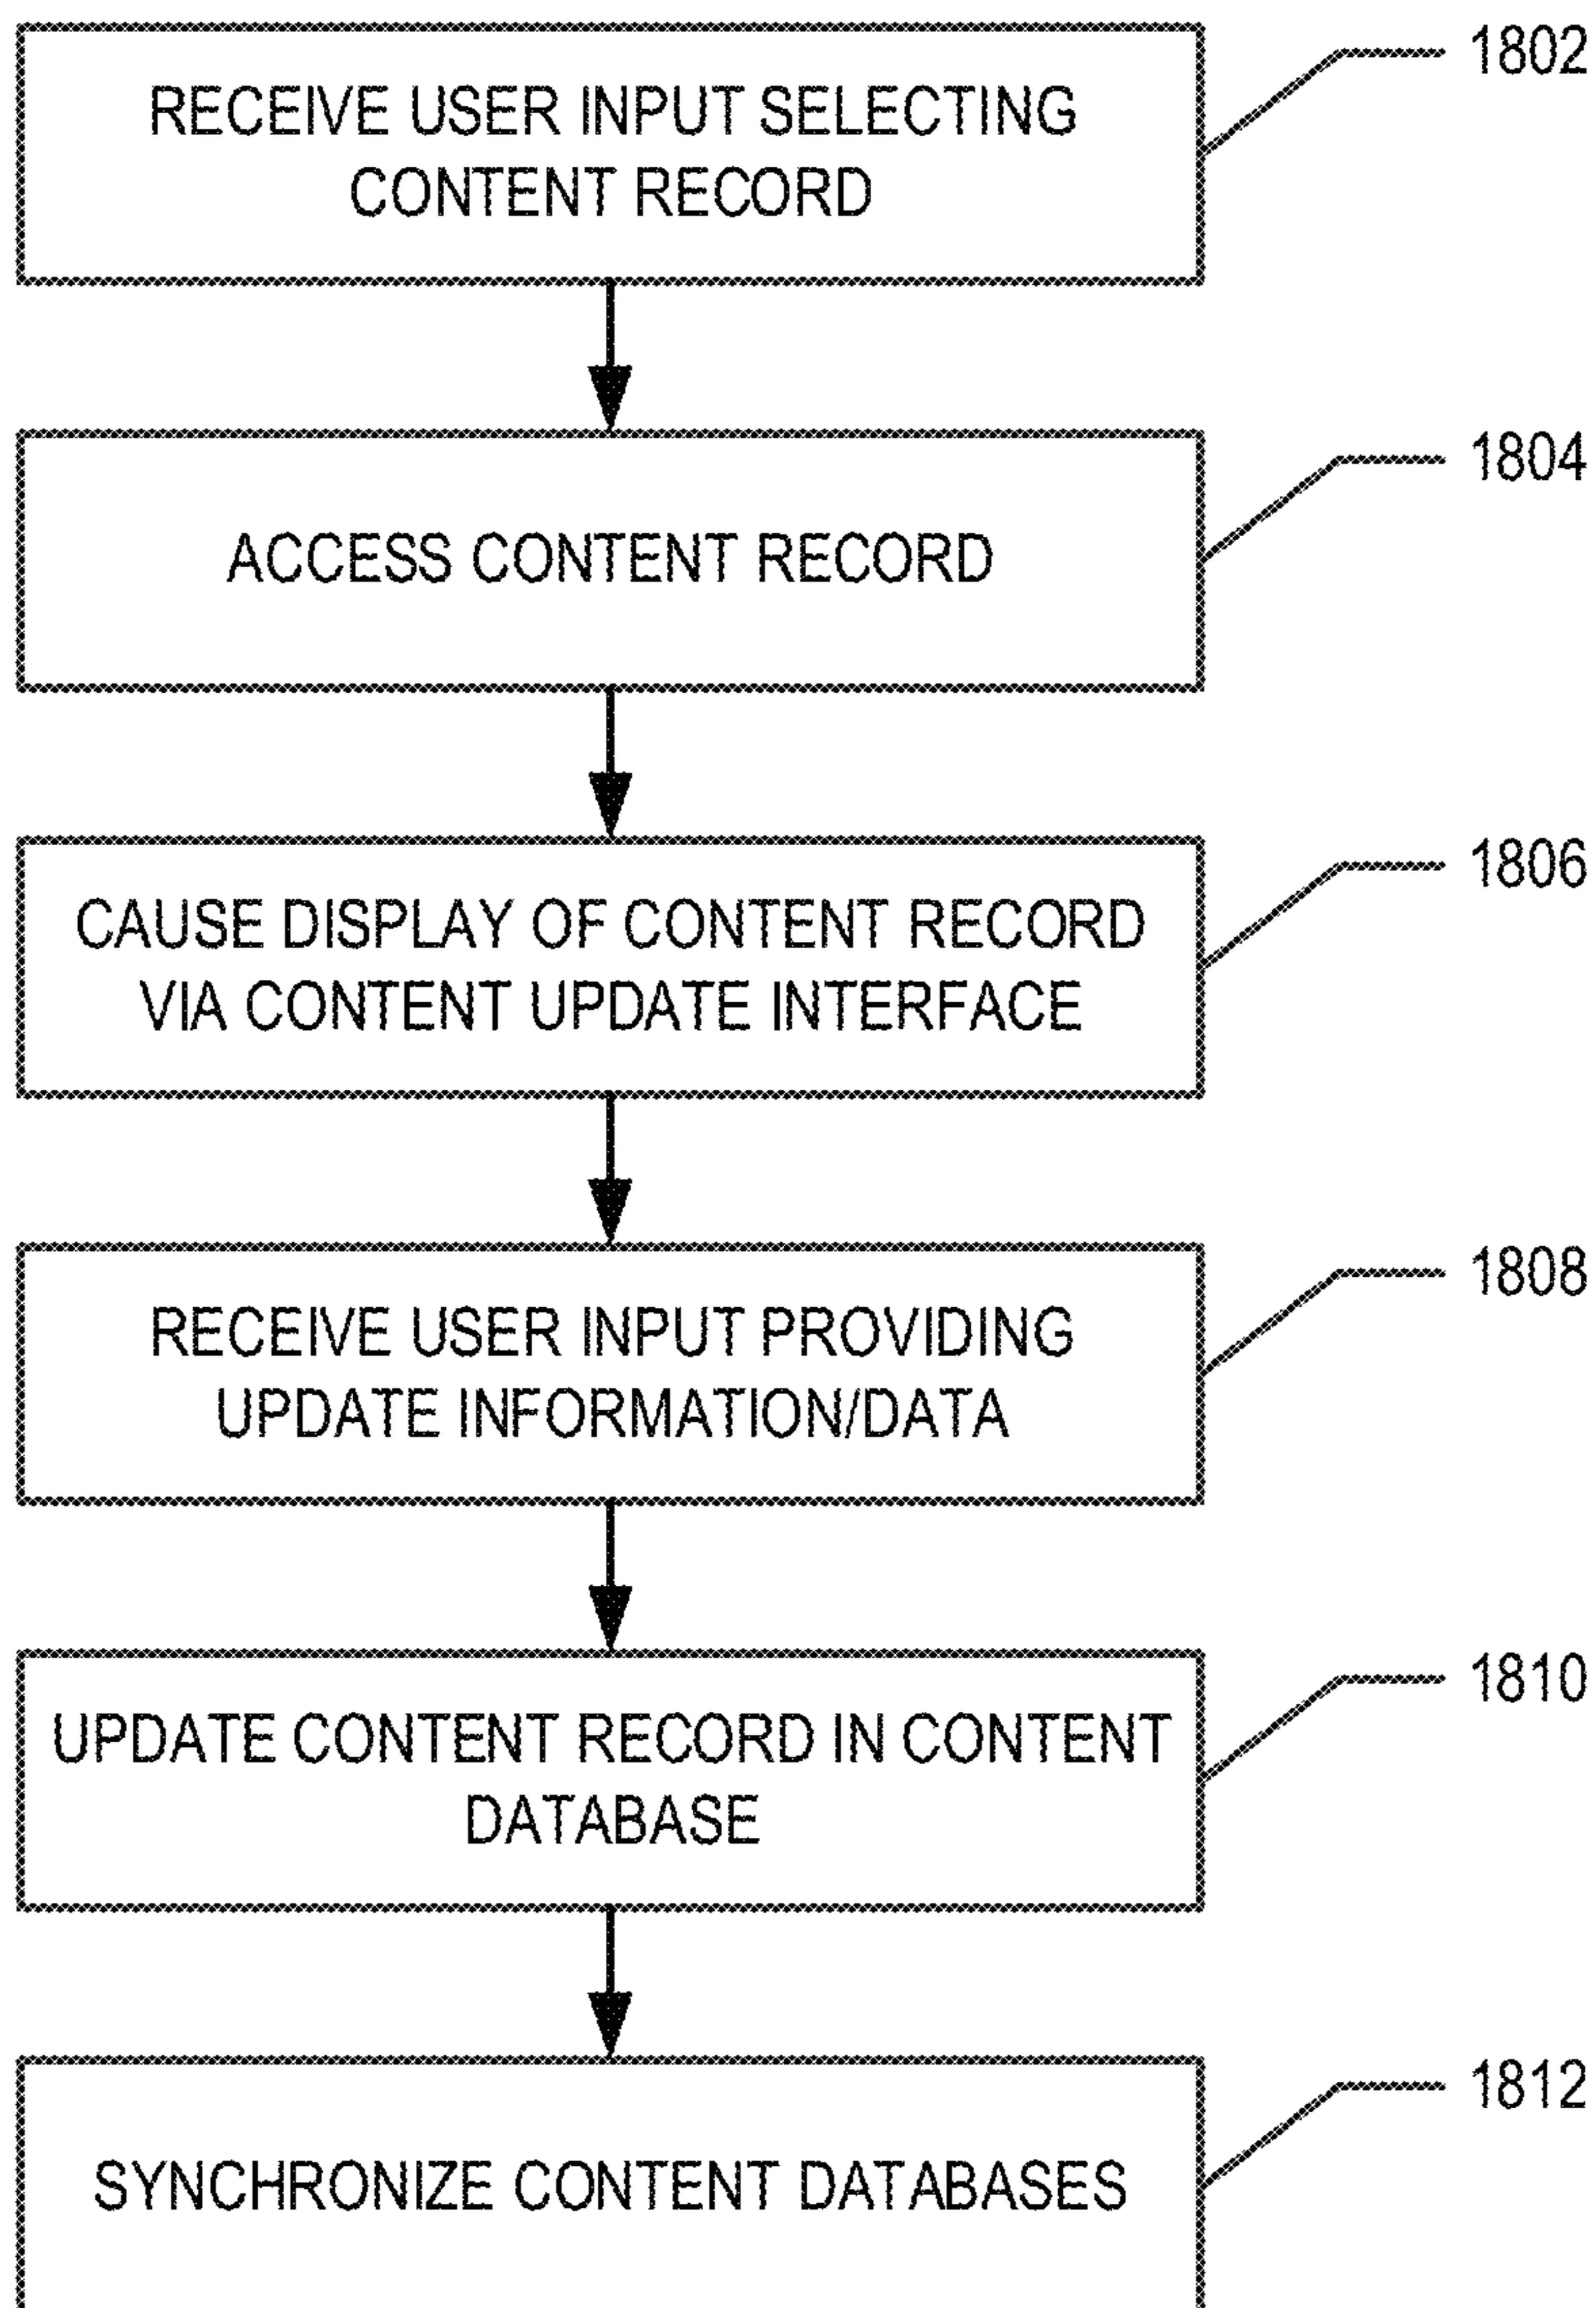 RECEIVE USER INPUT SELECTING
CONTENT RECORD
1802
ACCESS CONTENT RECORD
1804
CAUSE DISPLAY OF CONTENT RECORD
VIA CONTENT UPDATE INTERFACE
1806
RECEIVE USER INPUT PROVIDING
UPDATE INFORMATION/DATA
1808
UPDATE CONTENT RECORD IN CONTENT
DATABASE
1810
SYNCHRONIZE CONTENT DATABASES
1812